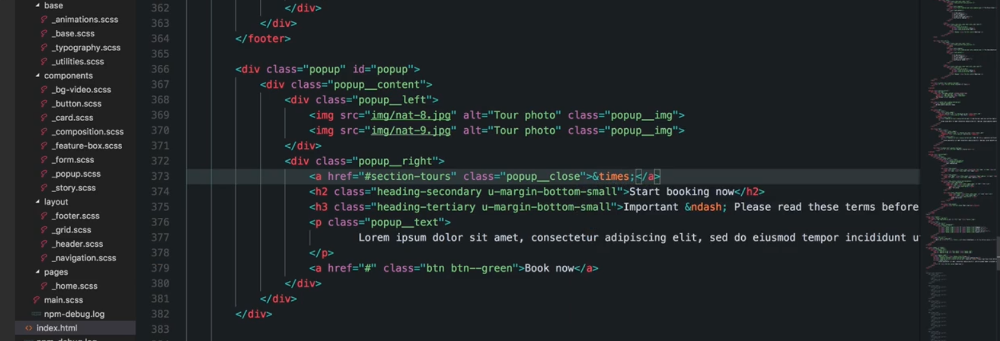 base
_animations.scss
_base.scss
_typography.scss
_utilities.scss
components
_bg-video.scss
_button.scss
_card.scss
_composition.scss
_feature-box.scss
_form.scss
_popup.scss
_story.scss
layout
_footer.scss
_grid.scss
_header.scss
_navigation.scss
pages
_home.scss
main.scss
npm-debug.log
<> index.html
362 </div>
363 </div>
364 </footer>
365
366 <div class="popup" id="popup">
367 <div class="popup__content">
368 <div class="popup__left">
369 <img src="img/nat-8.jpg" alt="Tour photo" class="popup__img">
370 <img src="img/nat-9.jpg" alt="Tour photo" class="popup__img">
371 </div>
372 <div class="popup__right">
373 <a href="#section-tours" class="popup__close">&times;</a>
374 <h2 class="heading-secondary u-margin-bottom-small">Start booking now</h2>
375 <h3 class="heading-tertiary u-margin-bottom-small">Important &ndash; Please read these terms before
376 <p class="popup__text">
377 Lorem ipsum dolor sit amet, consectetur adipiscing elit, sed do eiusmod tempor incididunt u
378 </p>
379 <a href="#" class="btn btn--green">Book now</a>
380 </div>
381 </div>
382 </div>
383